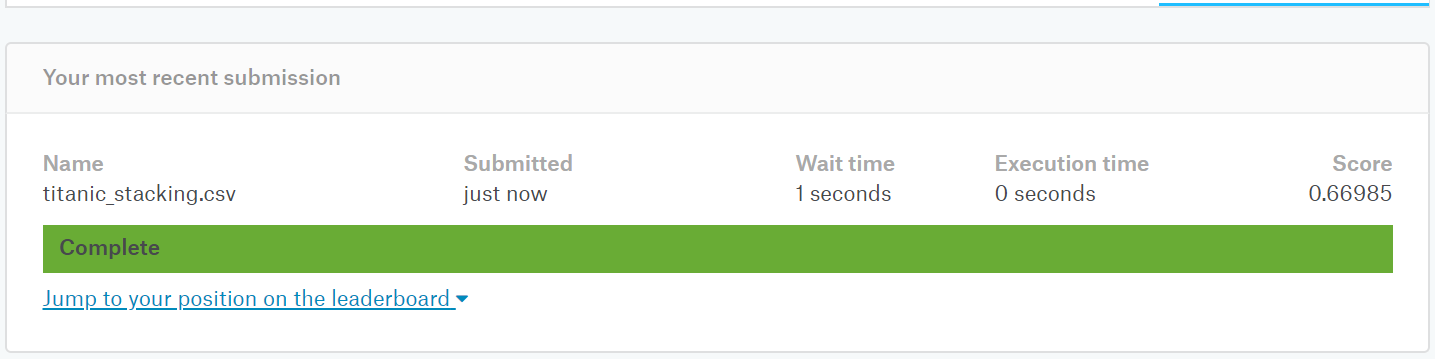 Your most recent submission
Name Submitted Wait time Execution time Score
titanic_stacking.csv just now 1 seconds 0 seconds 0.66985
Complete
Jump to your position on the leaderboard